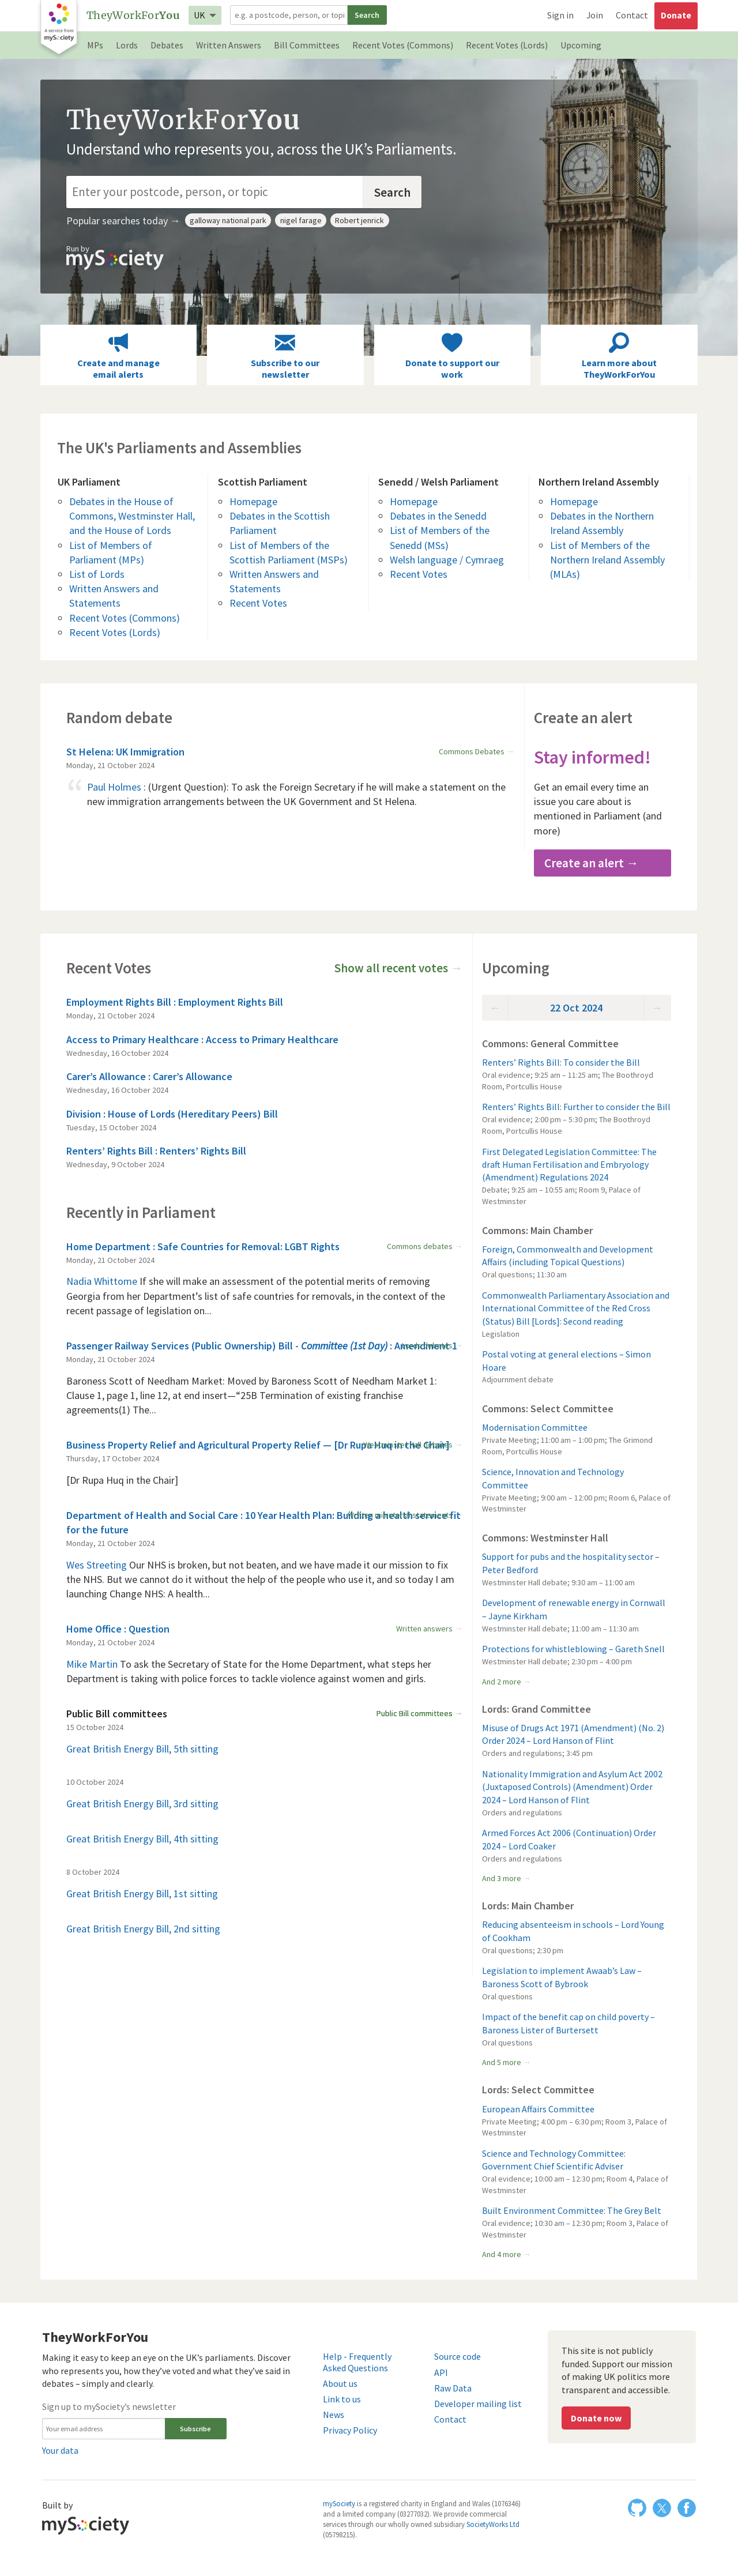 A service from
mySociety
TheyWorkForYou
UK
e.g. a postcode, person, or topi
Search
Sign in
Join
Contact
Donate
MPs
Lords
Debates
Written Answers
Bill Committees
Recent Votes (Commons)
Recent Votes (Lords)
Upcoming
TheyWorkForYou
Understand who represents you, across the UK’s Parliaments.
Enter your postcode, person, or topic
Search
Popular searches today →
galloway national park
nigel farage
Robert jenrick
Run by
mySociety
Create and manage
email alerts
Subscribe to our
newsletter
Donate to support our
work
Learn more about
TheyWorkForYou
The UK's Parliaments and Assemblies
UK Parliament
Debates in the House of
Commons, Westminster Hall,
and the House of Lords
List of Members of
Parliament (MPs)
List of Lords
Written Answers and
Statements
Recent Votes (Commons)
Recent Votes (Lords)
Scottish Parliament
Homepage
Debates in the Scottish
Parliament
List of Members of the
Scottish Parliament (MSPs)
Written Answers and
Statements
Recent Votes
Senedd / Welsh Parliament
Homepage
Debates in the Senedd
List of Members of the
Senedd (MSs)
Welsh language / Cymraeg
Recent Votes
Northern Ireland Assembly
Homepage
Debates in the Northern
Ireland Assembly
List of Members of the
Northern Ireland Assembly
(MLAs)
Random debate
St Helena: UK Immigration
Commons Debates →
Monday, 21 October 2024
“ Paul Holmes : (Urgent Question): To ask the Foreign Secretary if he will make a statement on the
new immigration arrangements between the UK Government and St Helena.
Create an alert
Stay informed!
Get an email every time an
issue you care about is
mentioned in Parliament (and
more)
Create an alert →
Recent Votes
Show all recent votes →
Employment Rights Bill : Employment Rights Bill
Monday, 21 October 2024
Access to Primary Healthcare : Access to Primary Healthcare
Wednesday, 16 October 2024
Carer’s Allowance : Carer’s Allowance
Wednesday, 16 October 2024
Division : House of Lords (Hereditary Peers) Bill
Tuesday, 15 October 2024
Renters’ Rights Bill : Renters’ Rights Bill
Wednesday, 9 October 2024
Recently in Parliament
Home Department : Safe Countries for Removal: LGBT Rights
Commons debates →
Monday, 21 October 2024
Nadia Whittome If she will make an assessment of the potential merits of removing
Georgia from her Department’s list of safe countries for removals, in the context of the
recent passage of legislation on...
Passenger Railway Services (Public Ownership) Bill - Committee (1st Day) : Amendment 1
Monday, 21 October 2024
Baroness Scott of Needham Market: Moved by Baroness Scott of Needham Market 1:
Clause 1, page 1, line 12, at end insert—“25B Termination of existing franchise
agreements(1) The...
Business Property Relief and Agricultural Property Relief — [Dr Rupa Huq in the Chair]
Thursday, 17 October 2024
[Dr Rupa Huq in the Chair]
Department of Health and Social Care : 10 Year Health Plan: Building a health service fit
for the future
Monday, 21 October 2024
Wes Streeting Our NHS is broken, but not beaten, and we have made it our mission to fix
the NHS. But we cannot do it without the help of the people who use it, and so today I am
launching Change NHS: A health...
Home Office : Question
Written answers →
Monday, 21 October 2024
Mike Martin To ask the Secretary of State for the Home Department, what steps her
Department is taking with police forces to tackle violence against women and girls.
Public Bill committees
Public Bill committees →
15 October 2024
Great British Energy Bill, 5th sitting
10 October 2024
Great British Energy Bill, 3rd sitting
Great British Energy Bill, 4th sitting
8 October 2024
Great British Energy Bill, 1st sitting
Great British Energy Bill, 2nd sitting
Upcoming
← 22 Oct 2024 →
Commons: General Committee
Renters’ Rights Bill: To consider the Bill
Oral evidence; 9:25 am – 11:25 am; The Boothroyd
Room, Portcullis House
Renters’ Rights Bill: Further to consider the Bill
Oral evidence; 2:00 pm – 5:30 pm; The Boothroyd
Room, Portcullis House
First Delegated Legislation Committee: The
draft Human Fertilisation and Embryology
(Amendment) Regulations 2024
Debate; 9:25 am – 10:55 am; Room 9, Palace of
Westminster
Commons: Main Chamber
Foreign, Commonwealth and Development
Affairs (including Topical Questions)
Oral questions; 11:30 am
Commonwealth Parliamentary Association and
International Committee of the Red Cross
(Status) Bill [Lords]: Second reading
Legislation
Postal voting at general elections – Simon
Hoare
Adjournment debate
Commons: Select Committee
Modernisation Committee
Private Meeting; 11:00 am – 1:00 pm; The Grimond
Room, Portcullis House
Science, Innovation and Technology
Committee
Private Meeting; 9:00 am – 12:00 pm; Room 6, Palace of
Westminster
Commons: Westminster Hall
Support for pubs and the hospitality sector –
Peter Bedford
Westminster Hall debate; 9:30 am – 11:00 am
Development of renewable energy in Cornwall
– Jayne Kirkham
Westminster Hall debate; 11:00 am – 11:30 am
Protections for whistleblowing – Gareth Snell
Westminster Hall debate; 2:30 pm – 4:00 pm
And 2 more →
Lords: Grand Committee
Misuse of Drugs Act 1971 (Amendment) (No. 2)
Order 2024 – Lord Hanson of Flint
Orders and regulations; 3:45 pm
Nationality Immigration and Asylum Act 2002
(Juxtaposed Controls) (Amendment) Order
2024 – Lord Hanson of Flint
Orders and regulations
Armed Forces Act 2006 (Continuation) Order
2024 – Lord Coaker
Orders and regulations
And 3 more →
Lords: Main Chamber
Reducing absenteeism in schools – Lord Young
of Cookham
Oral questions; 2:30 pm
Legislation to implement Awaab’s Law –
Baroness Scott of Bybrook
Oral questions
Impact of the benefit cap on child poverty –
Baroness Lister of Burtersett
Oral questions
And 5 more →
Lords: Select Committee
European Affairs Committee
Private Meeting; 4:00 pm – 6:30 pm; Room 3, Palace of
Westminster
Science and Technology Committee:
Government Chief Scientific Adviser
Oral evidence; 10:00 am – 12:30 pm; Room 4, Palace of
Westminster
Built Environment Committee: The Grey Belt
Oral evidence; 10:30 am – 12:30 pm; Room 3, Palace of
Westminster
And 4 more →
TheyWorkForYou
Making it easy to keep an eye on the UK’s parliaments. Discover
who represents you, how they’ve voted and what they’ve said in
debates – simply and clearly.
Sign up to mySociety’s newsletter
Your email address
Subscribe
Your data
Help - Frequently
Asked Questions
About us
Link to us
News
Privacy Policy
Source code
API
Raw Data
Developer mailing list
Contact
This site is not publicly
funded. Support our mission
of making UK politics more
transparent and accessible.
Donate now
Built by
mySociety
mySociety is a registered charity in England and Wales (1076346)
and a limited company (03277032). We provide commercial
services through our wholly owned subsidiary SocietyWorks Ltd
(05798215).